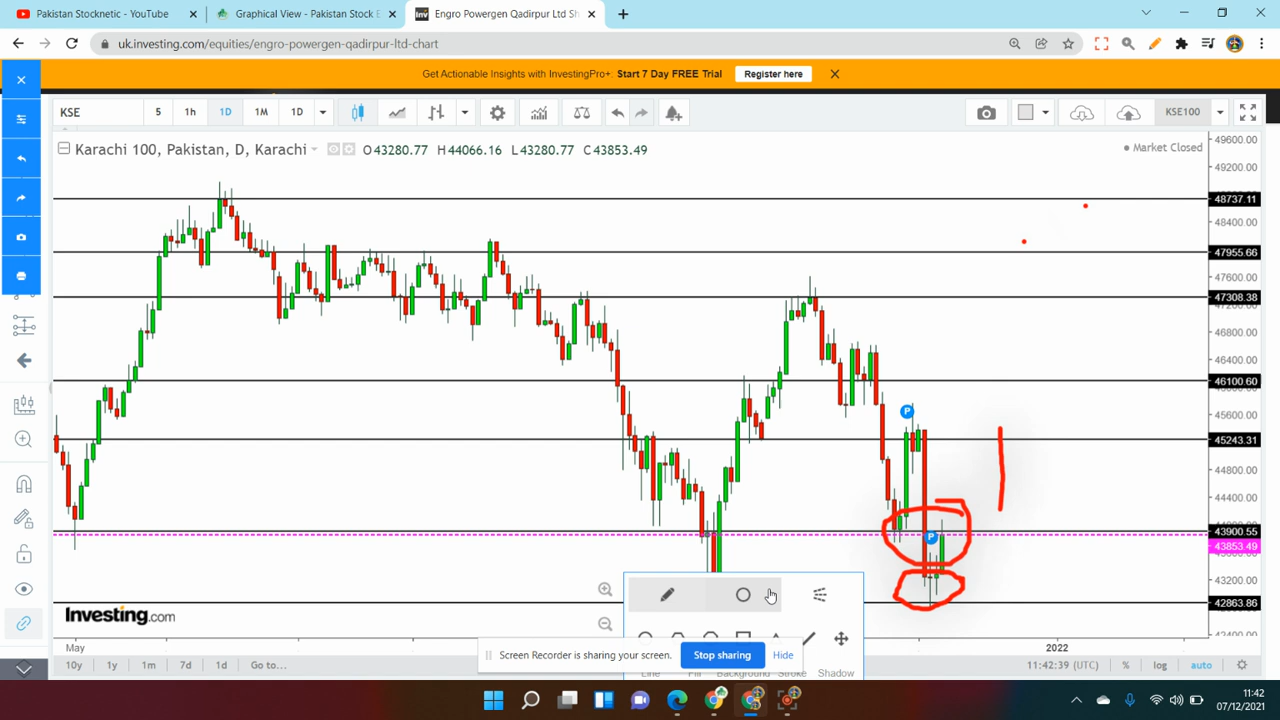 Pakistan Stocknetic - YouTube
Graphical View - Pakistan Stock E
Engro Powergen Qadirpur Ltd Sh
uk.investing.com/equities/engro-powergen-qadirpur-ltd-chart
Get Actionable Insights with InvestingPro+: Start 7 Day FREE Trial
Register here
KSE 5 1h 1D 1M 1D KSE100
Karachi 100, Pakistan, D, Karachi O43280.77 H44066.16 L43280.77 C43853.49
Market Closed
49600.00
49200.00
48737.11
48400.00
47955.66
47600.00
47308.38
46800.00
46400.00
46100.60
45600.00
45243.31
44800.00
44400.00
43900.55
43853.49
43200.00
42863.86
P
P
Investing.com
May 2022
Screen Recorder is sharing your screen. Stop sharing Hide
10y 1y 1m 7d 1d Go to... 11:42:39 (UTC) % log auto
Line Fill Background Stroke Shadow
11:42
07/12/2021